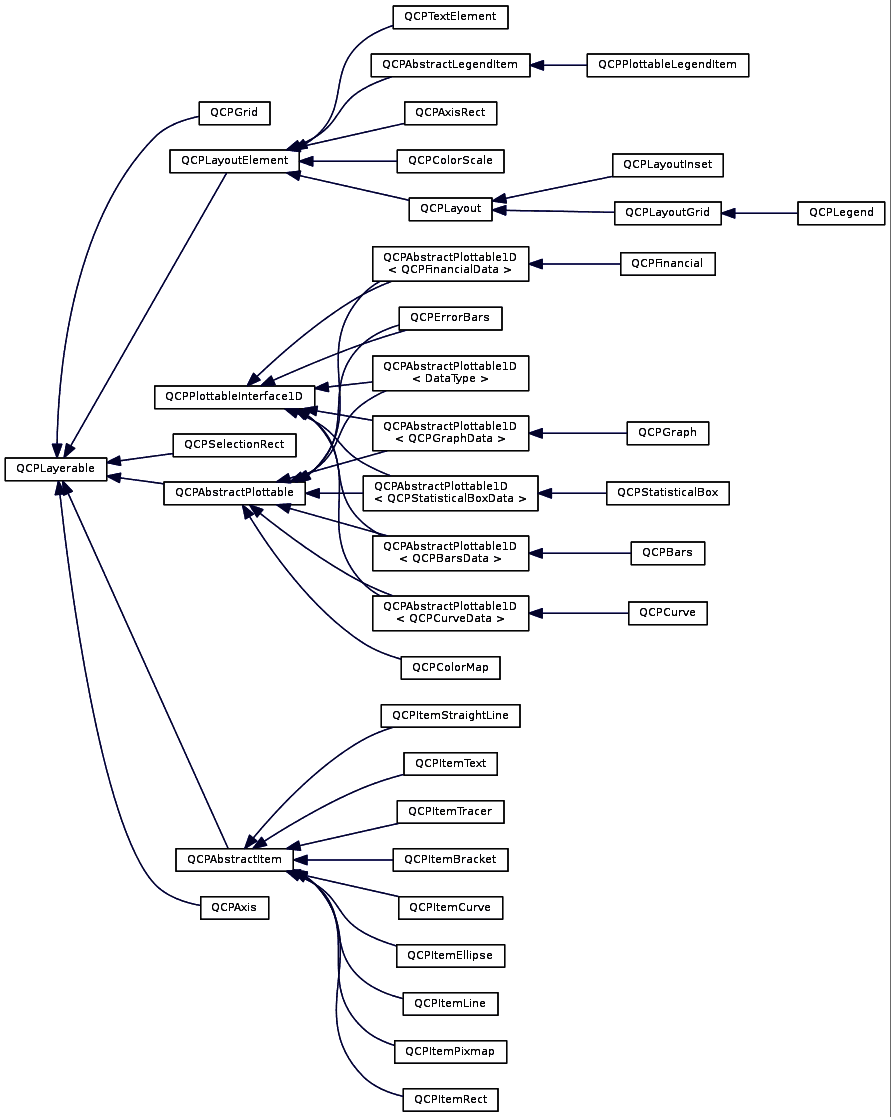 QCPTextElement
QCPAbstractLegendItem
QCPPlottableLegendItem
QCPGrid
QCPAxisRect
QCPLayoutElement
QCPColorScale
QCPLayoutInset
QCPLayout
QCPLayoutGrid
QCPLegend
QCPAbstractPlottable1D
< QCPFinancialData >
QCPFinancial
QCPErrorBars
QCPAbstractPlottable1D
< DataType >
QCPPlottableInterface1D
QCPAbstractPlottable1D
< QCPGraphData >
QCPGraph
QCPSelectionRect
QCPLayerable
QCPAbstractPlottable
QCPAbstractPlottable1D
< QCPStatisticalBoxData >
QCPStatisticalBox
QCPAbstractPlottable1D
< QCPBarsData >
QCPBars
QCPAbstractPlottable1D
< QCPCurveData >
QCPCurve
QCPColorMap
QCPItemStraightLine
QCPItemText
QCPItemTracer
QCPAbstractItem
QCPItemBracket
QCPAxis
QCPItemCurve
QCPItemEllipse
QCPItemLine
QCPItemPixmap
QCPItemRect